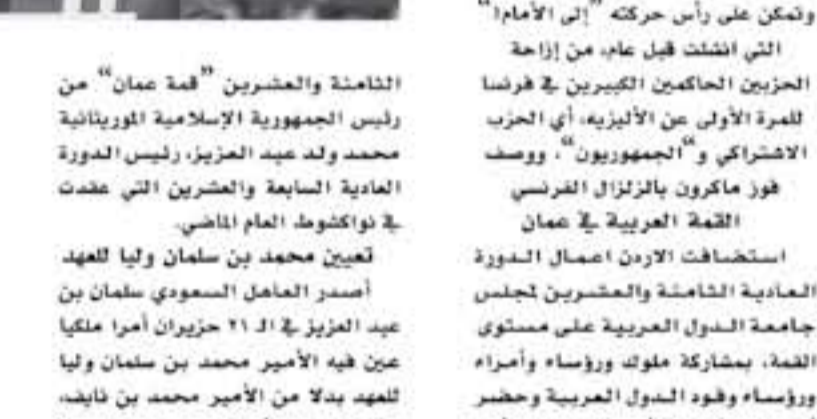 وتمكن على رأس حركته "إلى الأمام!"
التي انشئت قبل عام، من إزاحة
الحزبين الحاكمين الكبيرين في فرنسا
للمرة الأولى عن الأليزيه، أي الحزب
الاشتراكي و"الجمهوريون". ووصف
فوز ماكرون بالزلزال الفرنسي
القمة العربية في عمان
استضافت الاردن اعمال الدورة
العادية الثامنة والعشرين لمجلس
جامعة الدول العربية على مستوى
القمة، بمشاركة ملوك ورؤساء وأمراء
ورؤساء وفود الدول العربية وحضر
الثامنة والعشرين "قمة عمان" من
رئيس الجمهورية الإسلامية الموريتانية
محمد ولد عبد العزيز، رئيس الدورة
العادية السابعة والعشرين التي عقدت
في نواكشوط، العام الماضي.
تعيين محمد بن سلمان وليا للعهد
أصدر العاهل السعودي سلمان بن
عبد العزيز في الـ ٢١ حزيران أمرا ملكيا
عين فيه الأمير محمد بن سلمان وليا
للعهد بدلا من الأمير محمد بن نايف،